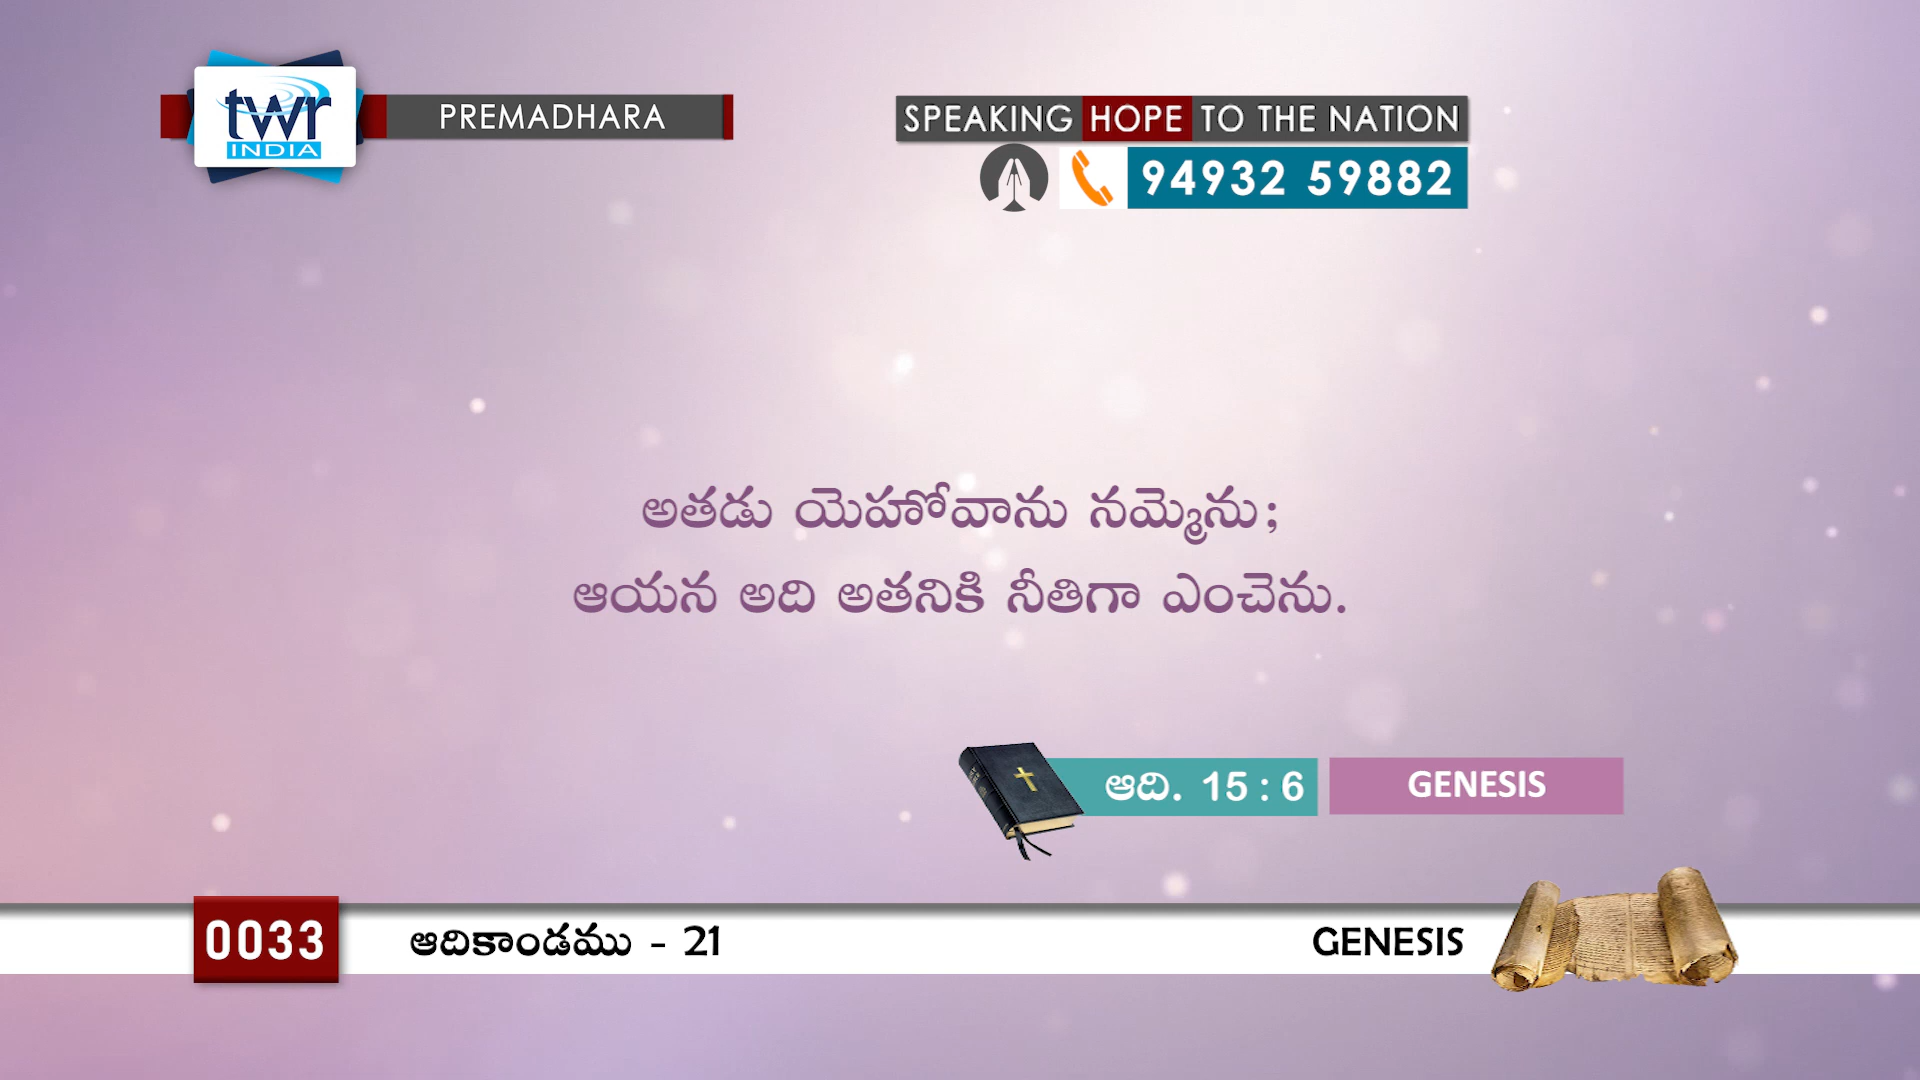 twr
INDIA
PREMADHARA
SPEAKING HOPE TO THE NATION
94932 59882
అతడు యెహోవాను నమ్మెను;
ఆయన అది అతనికి నీతిగా ఎంచెను.
ఆది. 15 : 6
GENESIS
0033
ఆదికాండము - 21
GENESIS